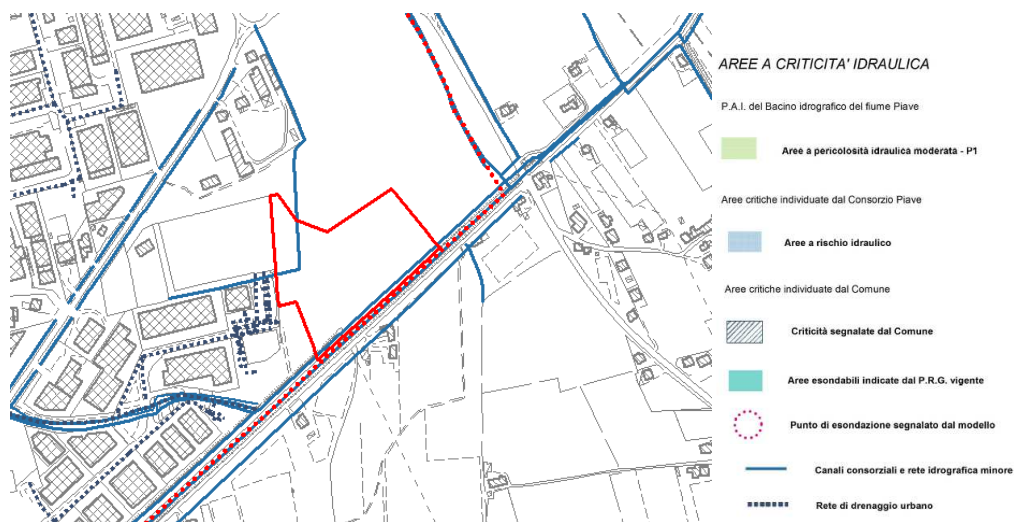 AREE A CRITICITA' IDRAULICA
P.A.I. del Bacino idrografico del fiume Piave
Aree a pericolosità idraulica moderata - P1
Aree critiche individuate dal Consorzio Piave
Aree a rischio idraulico
Aree critiche individuate dal Comune
Criticità segnalate dal Comune
Aree esondabili indicate dal P.R.G. vigente
Punto di esondazione segnalato dal modello
Canali consorziali e rete idrografica minore
Rete di drenaggio urbano